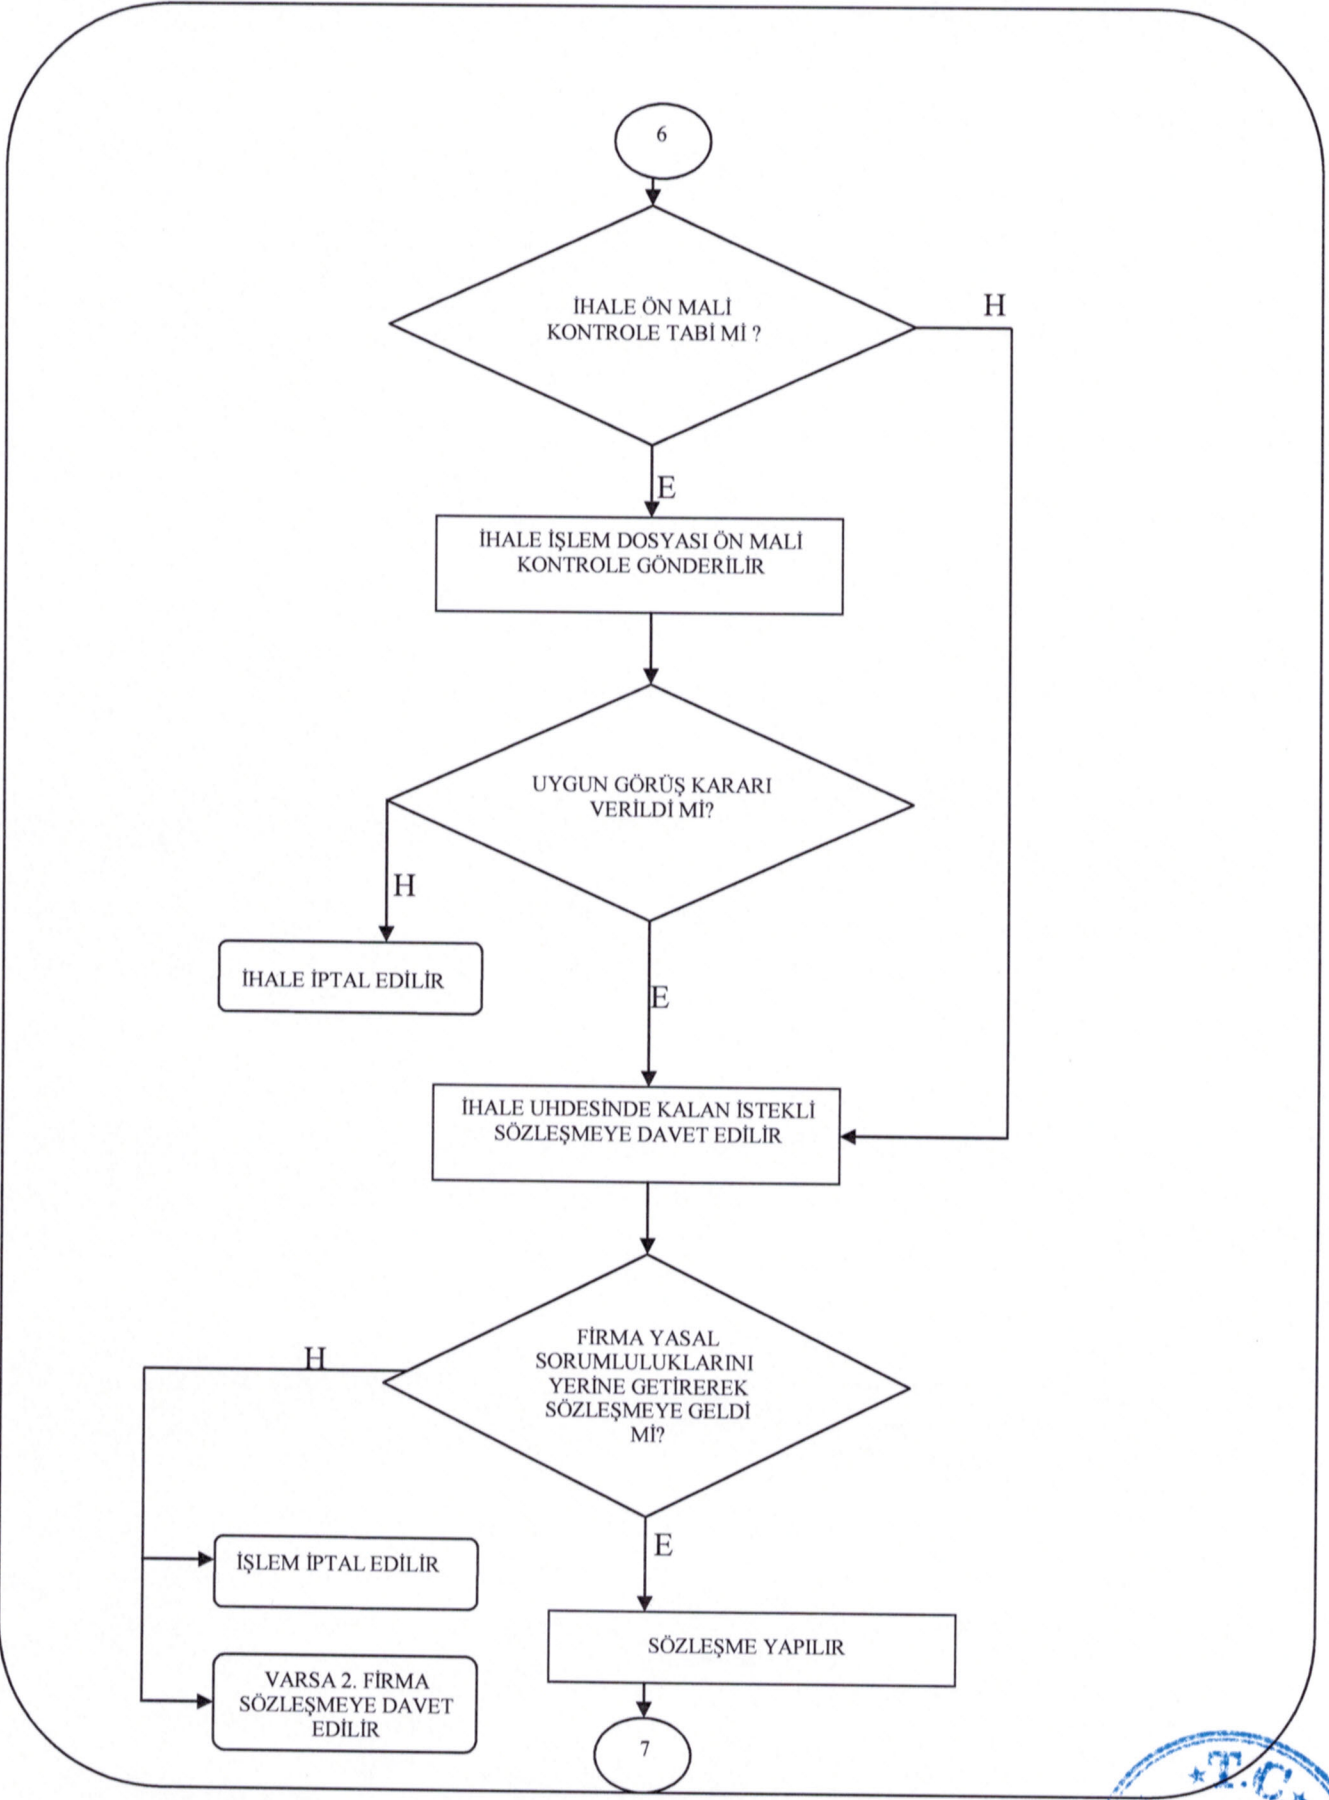 6
İHALE ÖN MALİ
KONTROLE TABİ Mİ ?
H
E
İHALE İŞLEM DOSYASI ÖN MALİ
KONTROLE GÖNDERİLİR
UYGUN GÖRÜŞ KARARI
VERİLDİ Mİ?
H
İHALE İPTAL EDİLİR
E
İHALE UHDESİNDE KALAN İSTEKLİ
SÖZLEŞMEYE DAVET EDİLİR
FİRMA YASAL
SORUMLULUKLARINI
YERİNE GETİREREK
SÖZLEŞMEYE GELDİ
Mİ?
H
E
İŞLEM İPTAL EDİLİR
SÖZLEŞME YAPILIR
VARSA 2. FİRMA
SÖZLEŞMEYE DAVET
EDİLİR
7
T.C.